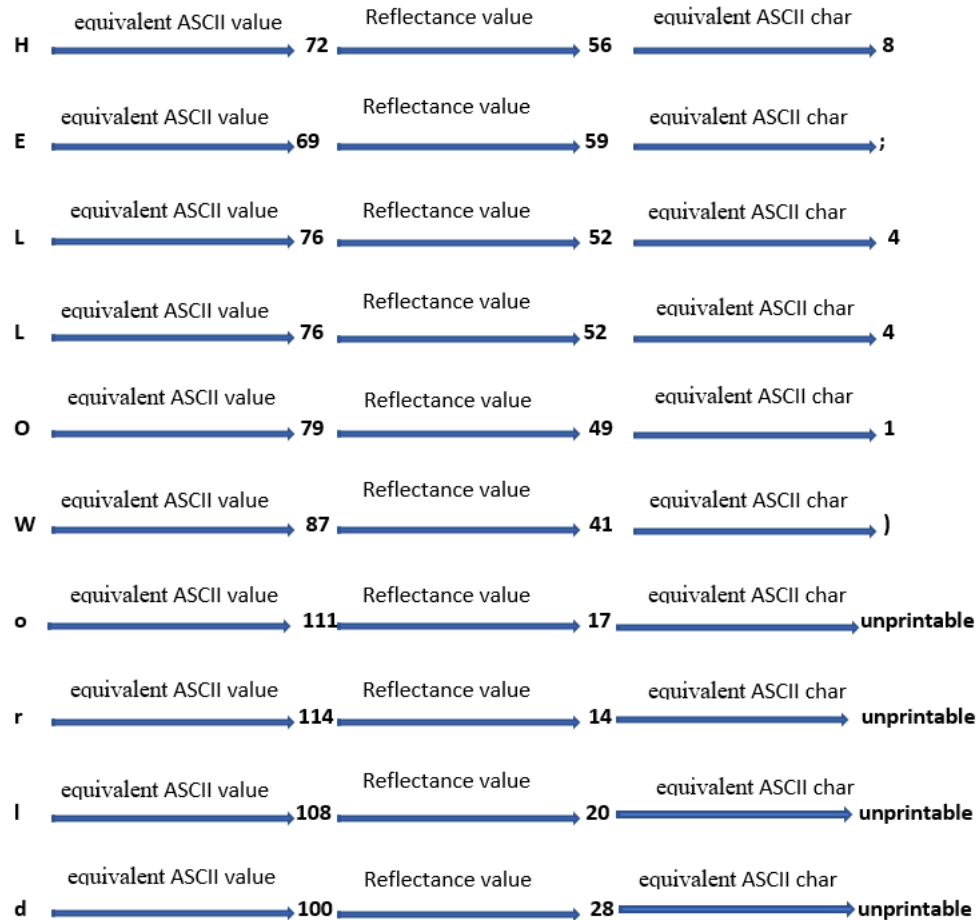 equivalent ASCII value Reflectance value equivalent ASCII char
H 72 56 8
equivalent ASCII value Reflectance value equivalent ASCII char
E 69 59 ;
equivalent ASCII value Reflectance value equivalent ASCII char
L 76 52 4
equivalent ASCII value Reflectance value equivalent ASCII char
L 76 52 4
equivalent ASCII value Reflectance value equivalent ASCII char
O 79 49 1
equivalent ASCII value Reflectance value equivalent ASCII char
W 87 41 )
equivalent ASCII value Reflectance value equivalent ASCII char
o 111 17 unprintable
equivalent ASCII value Reflectance value equivalent ASCII char
r 114 14 unprintable
equivalent ASCII value Reflectance value equivalent ASCII char
l 108 20 unprintable
equivalent ASCII value Reflectance value equivalent ASCII char
d 100 28 unprintable